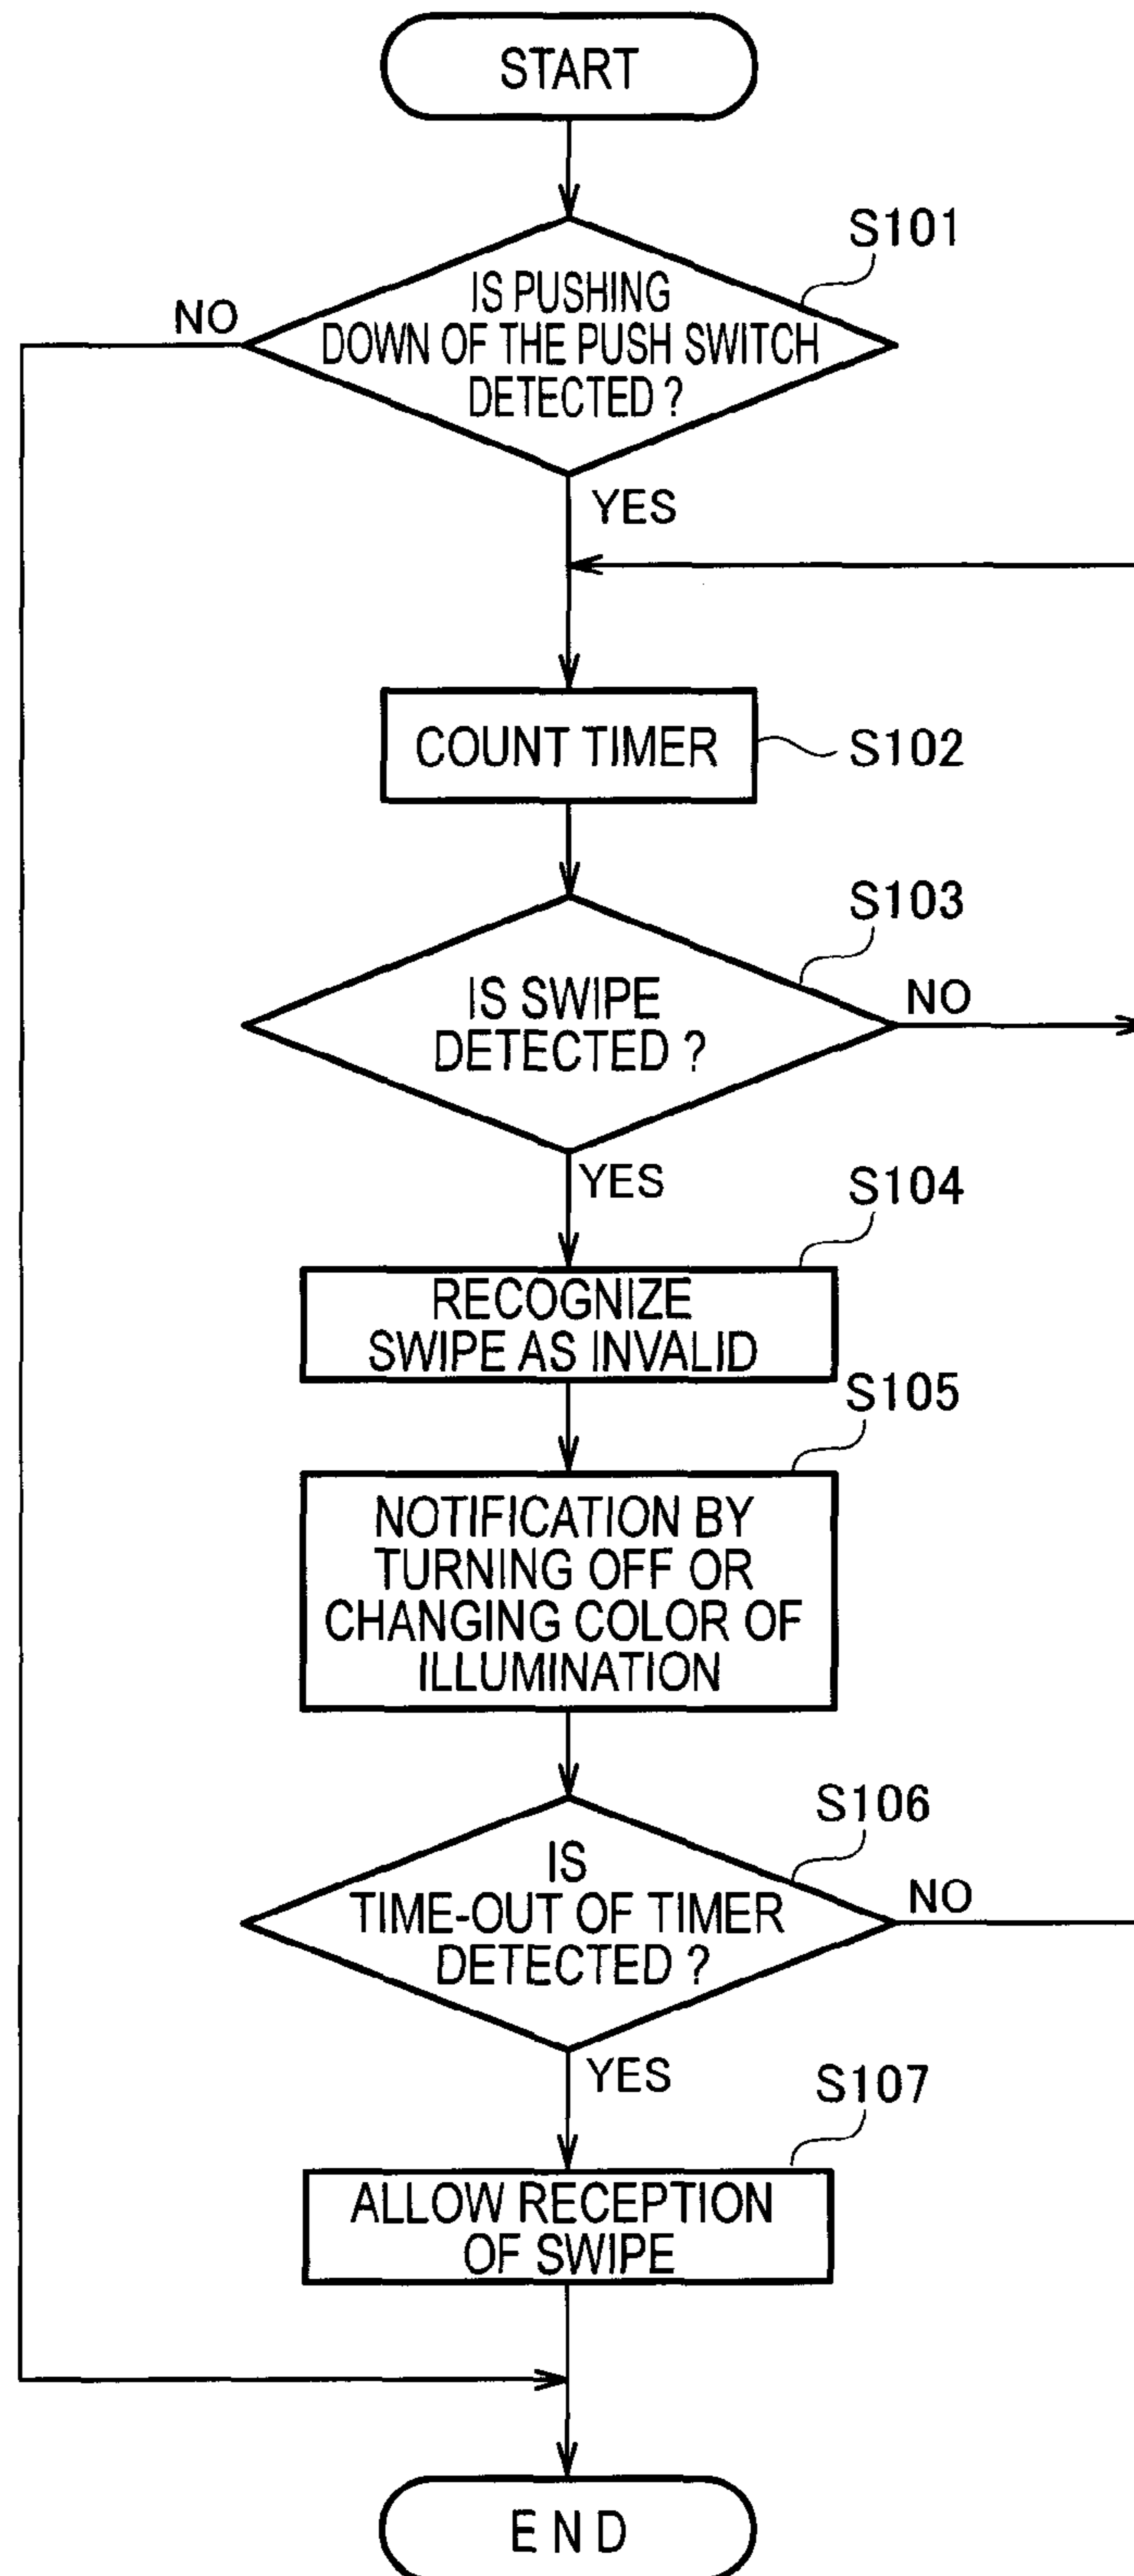 START
S101
IS PUSHING
NO
DOWN OF THE PUSH SWITCH
DETECTED ?
YES
COUNT TIMER
S102
S103
IS SWIPE
NO
DETECTED ?
YES
S104
RECOGNIZE
SWIPE AS INVALID
S105
NOTIFICATION BY
TURNING OFF OR
CHANGING COLOR OF
ILLUMINATION
S106
IS
NO
TIME-OUT OF TIMER
DETECTED ?
YES
S107
ALLOW RECEPTION
OF SWIPE
END